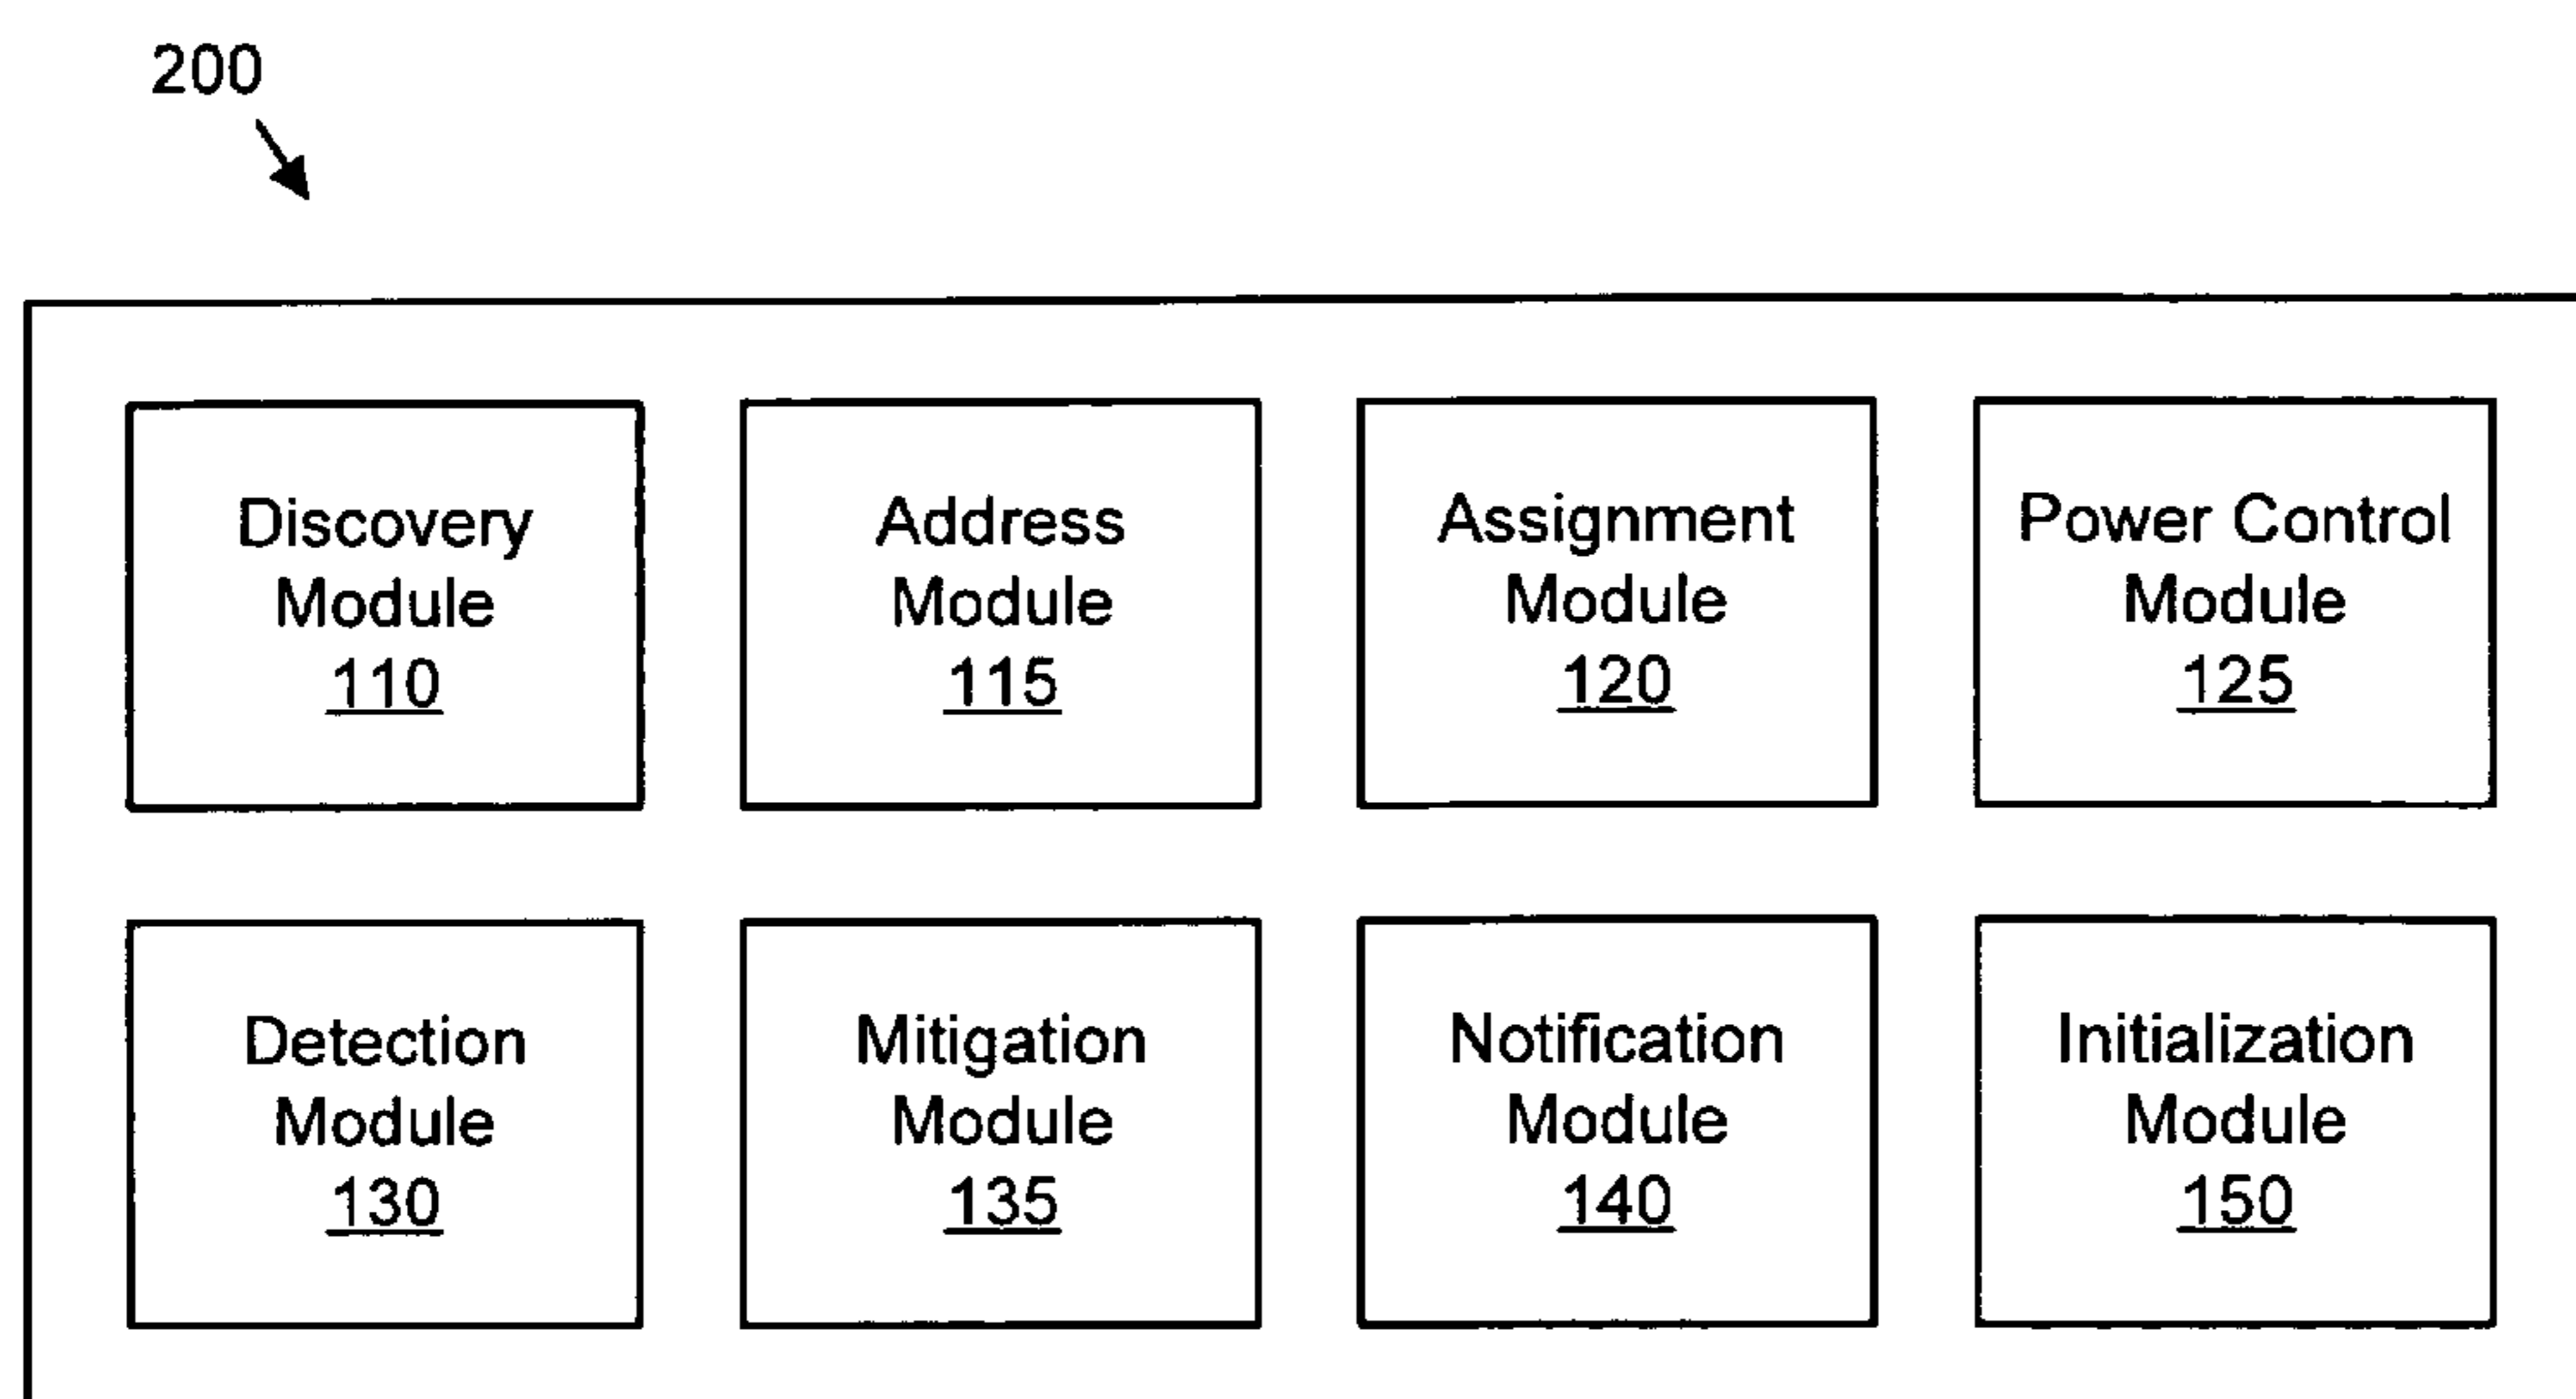 200
Discovery
Module
110
Address
Module
115
Assignment
Module
120
Power Control
Module
125
Detection
Module
130
Mitigation
Module
135
Notification
Module
140
Initialization
Module
150